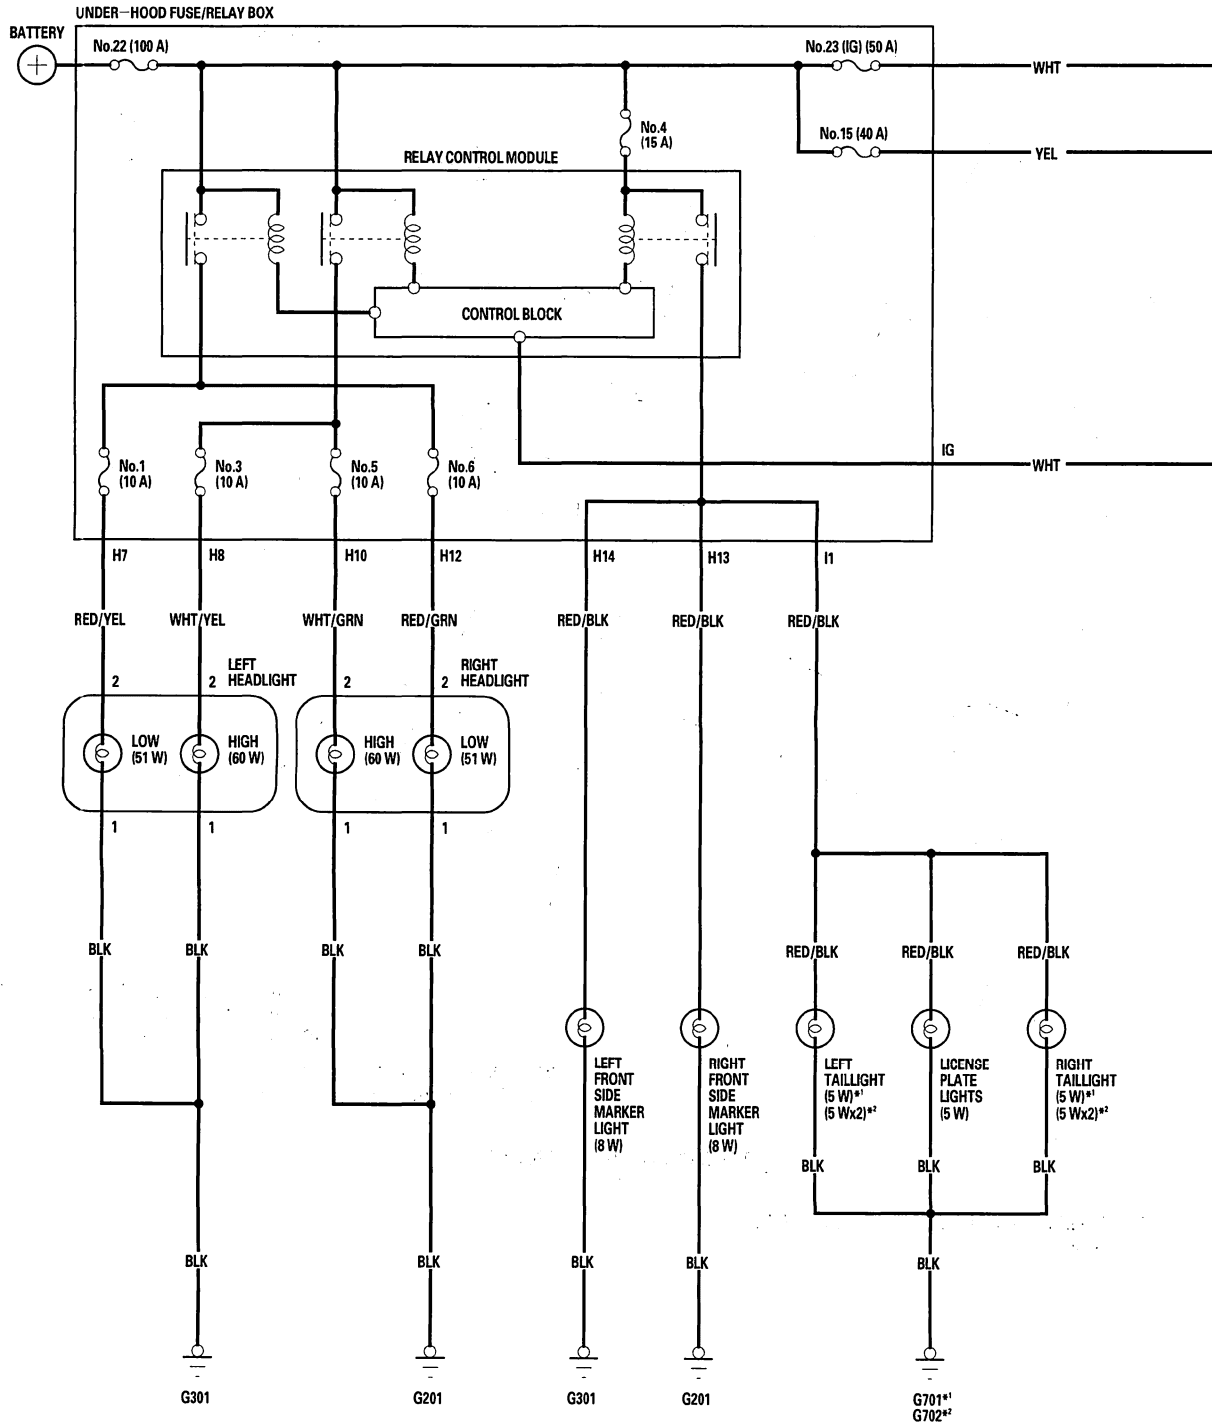 UNDER-HOOD FUSE/RELAY BOX
BATTERY
No.22 (100 A)
No.23 (IG) (50 A)
WHT
No.4
(15 A)
No.15 (40 A)
YEL
RELAY CONTROL MODULE
CONTROL BLOCK
IG
WHT
No.1
(10 A)
No.3
(10 A)
No.5
(10 A)
No.6
(10 A)
H7
H8
H10
H12
H14
H13
I1
RED/YEL
WHT/YEL
WHT/GRN
RED/GRN
RED/BLK
RED/BLK
RED/BLK
LEFT
HEADLIGHT
RIGHT
HEADLIGHT
2
2
2
2
LOW
(51 W)
HIGH
(60 W)
HIGH
(60 W)
LOW
(51 W)
1
1
1
1
BLK
BLK
BLK
BLK
RED/BLK
RED/BLK
RED/BLK
LEFT
FRONT
SIDE
MARKER
LIGHT
(8 W)
RIGHT
FRONT
SIDE
MARKER
LIGHT
(8 W)
LEFT
TAILLIGHT
(5 W)*1
(5 Wx2)*2
LICENSE
PLATE
LIGHTS
(5 W)
RIGHT
TAILLIGHT
(5 W)*1
(5 Wx2)*2
BLK
BLK
BLK
BLK
BLK
BLK
BLK
BLK
G301
G201
G301
G201
G701*1
G702*2